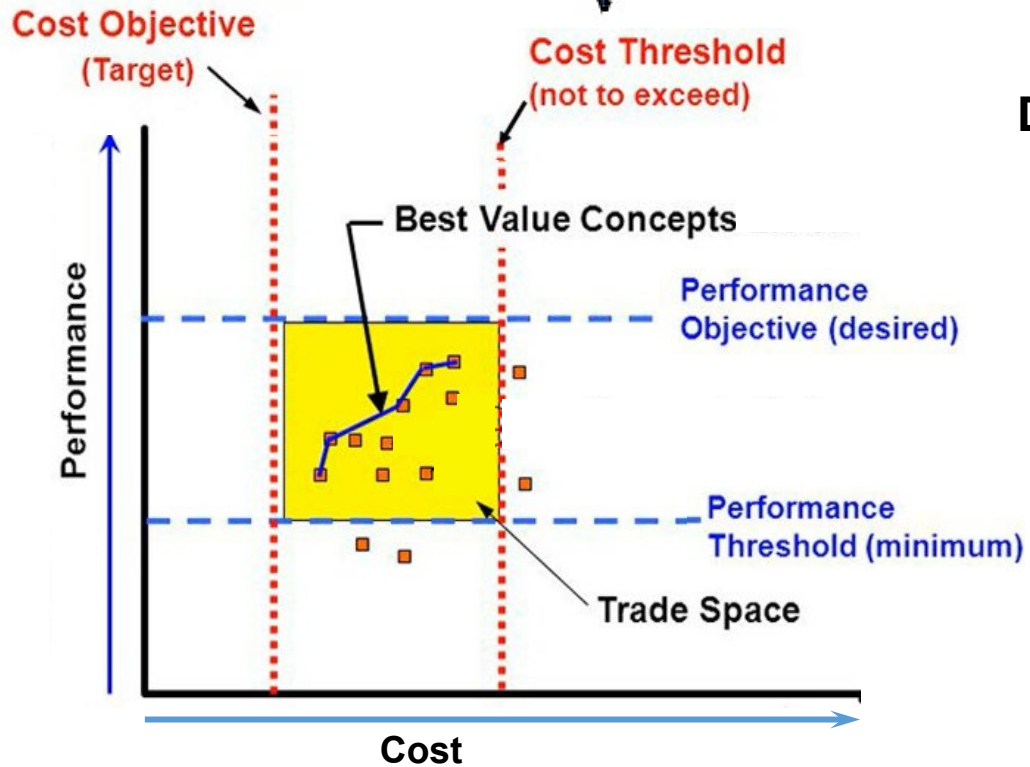 Cost Objective
(Target)
Cost Threshold
(not to exceed)
Best Value Concepts
Performance
Objective (desired)
Performance
Performance
Threshold (minimum)
Trade Space
Cost